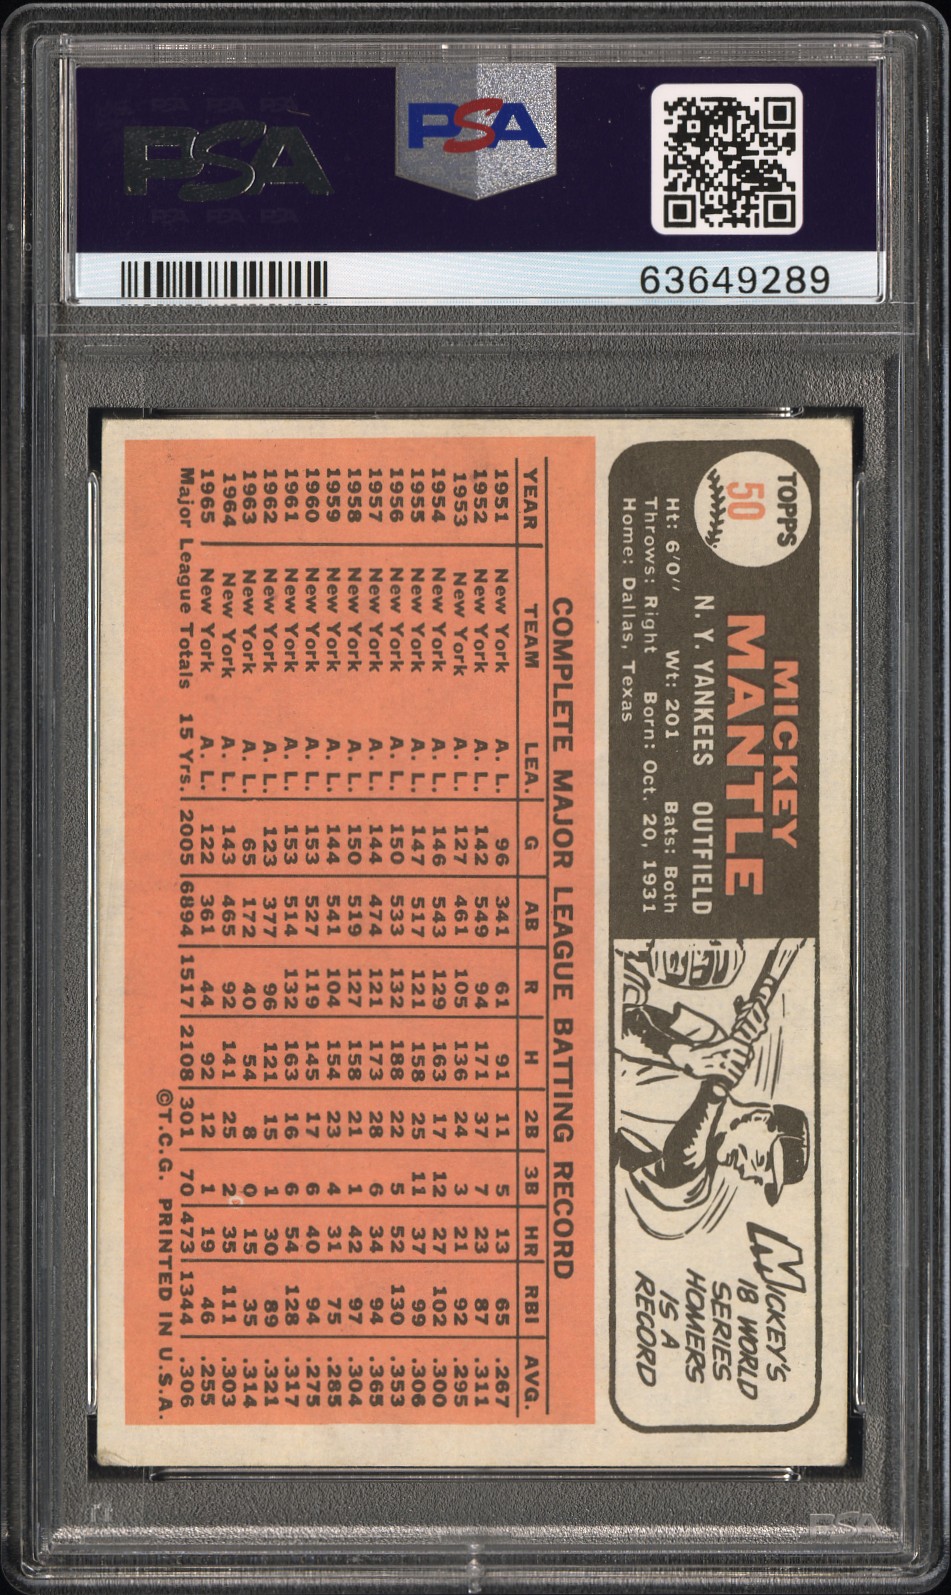 PSA
PSA
63649289
TOPPS
50
MICKEY
MANTLE
N. Y. YANKEES OUTFIELD
Ht: 6'0" Wt: 201 Bats: Both
Throws: Right Born: Oct. 20, 1931
Home: Dallas, Texas
MICKEY'S
18 WORLD
SERIES
HOMERS
IS A
RECORD
COMPLETE MAJOR LEAGUE BATTING RECORD
YEAR TEAM LEA. G AB R H 2B 3B HR RBI AVG.
1951 New York A. L. 96 341 61 91 11 5 13 65 .267
1952 New York A. L. 142 549 94 171 37 7 23 87 .311
1953 New York A. L. 127 461 105 136 24 3 21 92 .295
1954 New York A. L. 146 543 129 163 17 12 27 102 .300
1955 New York A. L. 147 517 121 158 25 11 37 99 .306
1956 New York A. L. 150 533 132 188 22 5 52 130 .353
1957 New York A. L. 144 474 121 173 28 6 34 94 .365
1958 New York A. L. 150 519 127 158 21 1 42 97 .304
1959 New York A. L. 144 541 104 154 23 4 31 75 .285
1960 New York A. L. 153 527 119 145 17 6 40 94 .275
1961 New York A. L. 153 514 132 163 16 6 54 128 .317
1962 New York A. L. 123 377 96 121 15 1 30 89 .321
1963 New York A. L. 65 172 40 54 8 0 15 35 .314
1964 New York A. L. 143 465 92 141 25 2 35 111 .303
1965 New York A. L. 122 361 44 92 12 1 19 46 .255
Major League Totals 15 Yrs. 2005 6894 1517 2108 301 70 473 1344 .306
©T.C.G. PRINTED IN U.S.A.
PSA